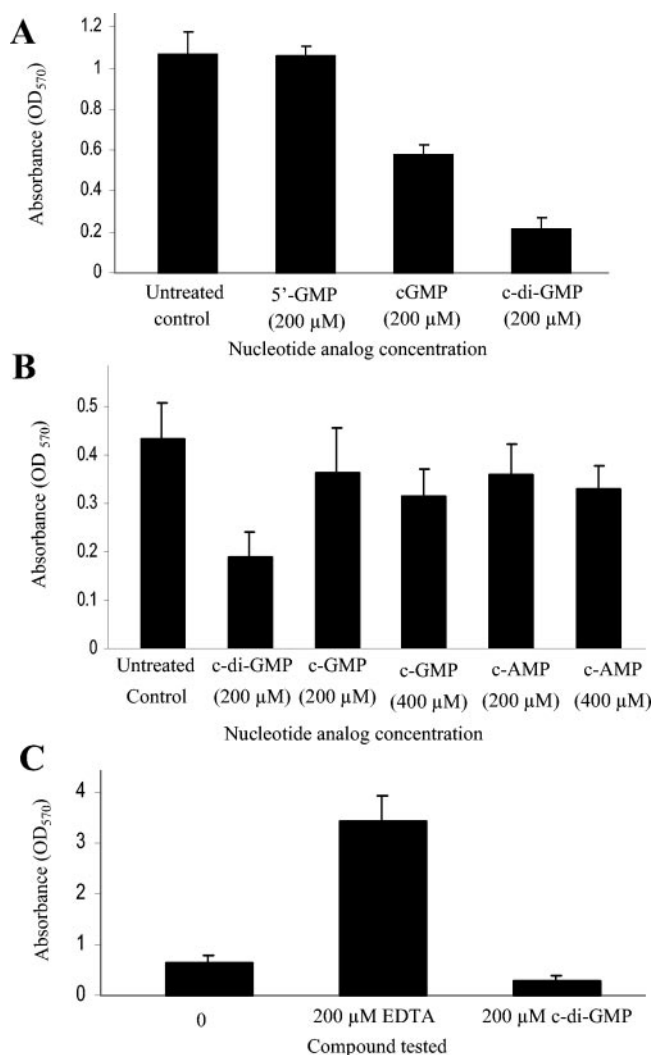 A
Absorbance (OD570)
1.2
1
0.8
0.6
0.4
0.2
0
Untreated control
5'-GMP (200 µM)
cGMP (200 µM)
c-di-GMP (200 µM)
Nucleotide analog concentration
B
Absorbance (OD 570)
0.5
0.4
0.3
0.2
0.1
0
Untreated Control
c-di-GMP (200 µM)
c-GMP (200 µM)
c-GMP (400 µM)
c-AMP (200 µM)
c-AMP (400 µM)
Nucleotide analog concentration
C
Absorbance (OD570)
4
3
2
1
0
0
200 µM EDTA
200 µM c-di-GMP
Compound tested